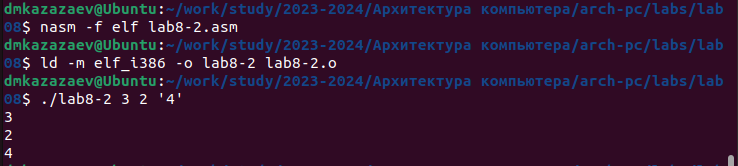 dmkazazaev@Ubuntu:~/work/study/2023-2024/Архитектура компьютера/arch-pc/labs/lab
08$ nasm -f elf lab8-2.asm
dmkazazaev@Ubuntu:~/work/study/2023-2024/Архитектура компьютера/arch-pc/labs/lab
08$ ld -m elf_i386 -o lab8-2 lab8-2.o
dmkazazaev@Ubuntu:~/work/study/2023-2024/Архитектура компьютера/arch-pc/labs/lab
08$ ./lab8-2 3 2 '4'
3
2
4